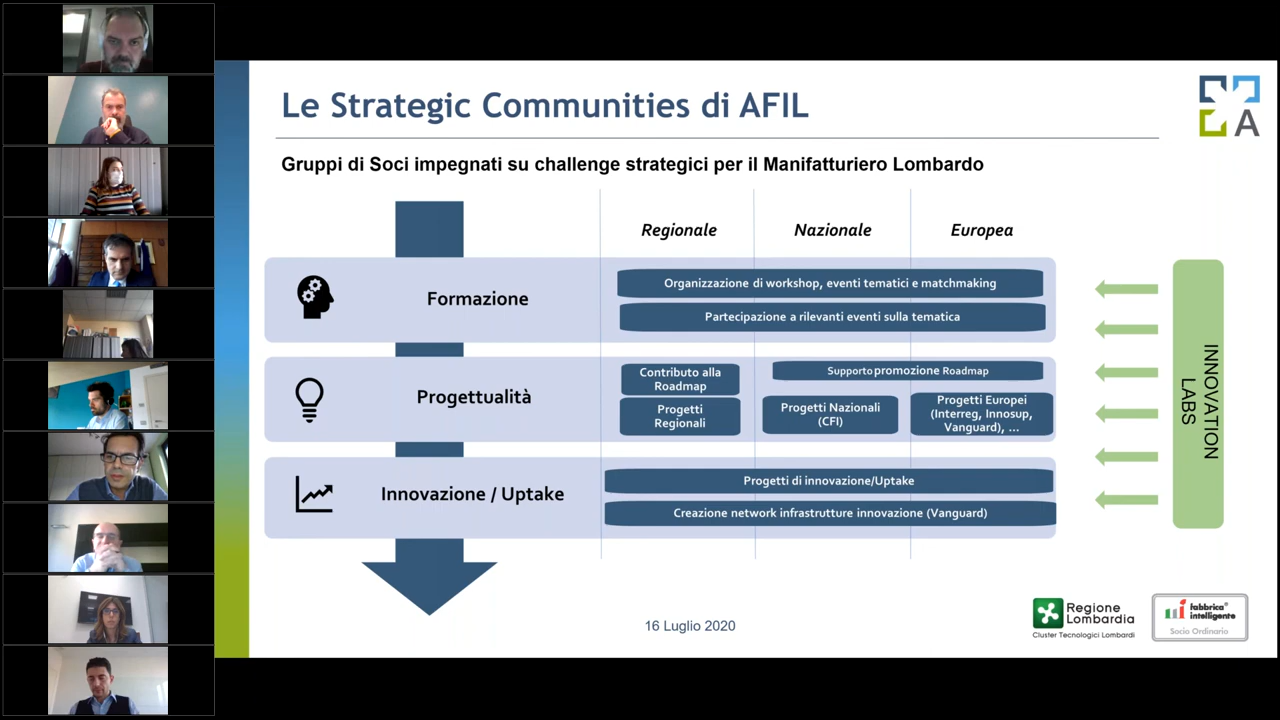 Le Strategic Communities di AFIL
A
Gruppi di Soci impegnati su challenge strategici per il Manifatturiero Lombardo
Regionale
Nazionale
Europea
Formazione
Organizzazione di workshop, eventi tematici e matchmaking
Partecipazione a rilevanti eventi sulla tematica
Progettualità
Contributo alla
Roadmap
Supporto promozione Roadmap
Progetti
Regionali
Progetti Nazionali
(CFI)
Progetti Europei
(Interreg, Innosup,
Vanguard), ...
Innovazione / Uptake
Progetti di innovazione/Uptake
Creazione network infrastrutture innovazione (Vanguard)
INNOVATION
LABS
16 Luglio 2020
Regione
Lombardia
Cluster Tecnologici Lombardi
fabbrica
intelligente
Socio Ordinario